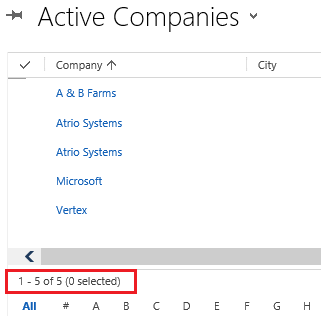 Active Companies
Company City
A & B Farms
Atrio Systems
Atrio Systems
Microsoft
Vertex
1 - 5 of 5 (0 selected)
All # A B C D E F G H